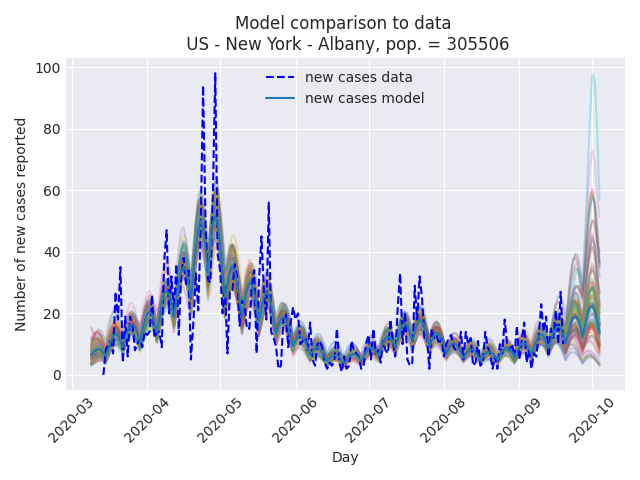 Model comparison to data
US - New York - Albany, pop. = 305506
new cases data
new cases model
Number of new cases reported
100
80
60
40
20
0
2020-03
2020-04
2020-05
2020-06
2020-07
2020-08
2020-09
2020-10
Day